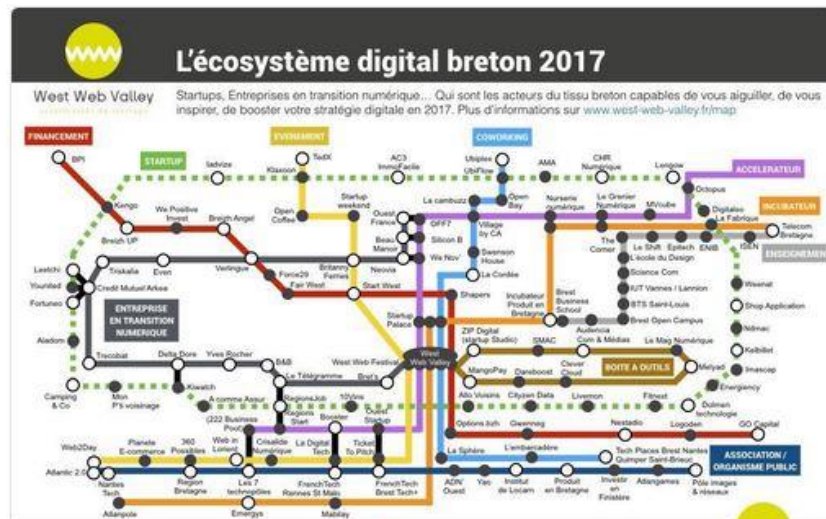 L'écosystème digital breton 2017
West Web Valley
Startups, Entreprises en transition numérique... Qui sont les acteurs du tissu breton capables de vous aiguiller, de vous
inspirer, de booster votre stratégie digitale en 2017. Plus d'informations sur www.west-web-valley.fr/map
FINANCEMENT
EVENEMENT
COWORKING
STARTUP
ACCELERATEUR
INCUBATEUR
ENSEIGNEMENT
BPI
Iadvize
TedX
Klaxoon
AC3
ImmoFacile
Ubiplex
UbiFlow
AMA
CHR
Numérique
Lengow
Octopus
Kengo
We Positive
Invest
Breizh Angel
Breizh UP
Open
Coffee
Startup
weekend
Ouest
France
Beau
Manoir
We Nov'
OFF7
Silicon B
La cambuzz
Open
Bay
Village
by CA
Swenson
House
La Cordée
Nurserie
numérique
Le Grenier
Numérique
MVcube
Digitaleo
La Fabrique
Telecom
Bretagne
The
Corner
Le Shift
Epitech
ENIB
ISEN
L'école du Design
Science Com
IUT Vannes / Lannion
BTS Saint-Louis
Brest Open Campus
Leetchi
Younited
Fortuneo
Triskalia
Even
Verlingue
Force29
Fair West
Britanny
Ferries
Start West
Neovia
Credit Mutuel Arkea
ENTREPRISE
EN TRANSITION
NUMERIQUE
Startup
Palace
Shapers
Incubateur
Produit en
Bretagne
Brest
Business
School
Audencia
Com & Médias
Weenat
Shop Application
Ndmac
Kelbillet
Imascap
Energiency
Aladom
Trecobat
Delta Dore
Yves Rocher
B&B
West Web Festival
West
Web Valley
ZIP Digital
(startup Studio)
SMAC
Le Mag Numérique
BOITE A OUTILS
MangoPay
Dareboost
Clever
Cloud
Melyad
Camping
& Co
Mon
P'ti voisinage
Kiwatch
A comme Assur
Le Télégramme
RegionsJob
Regions
Start
10Vins
Bret's
Ouest
Startup
Allo Voisins
Cityzen Data
Livemon
Fitnext
Dolmen
technologie
(222 Business
Pool)
Booster
Options.bzh
Gwenneg
Nestadio
Logoden
GO Capital
Web2Day
Planete
E-commerce
360
Possibles
Web in
Lorient
Crisalide
Numérique
La Digital
Tech
Ticket
To Pitch
La Sphère
L'embarcadère
Tech Places Brest Nantes
Quimper Saint-Brieuc
ASSOCIATION /
ORGANISME PUBLIC
Atlantic 2.0
Nantes
Tech
Region
Bretagne
Les 7
technopôles
FrenchTech
Rennes St Malo
FrenchTech
Brest Tech+
ADN'
Ouest
Yao
Institut
de Locarn
Produit
en Bretagne
Investir
en
Finistère
Atlangames
Pôle images
& réseaux
Atlanpole
Emergys
Mabilay